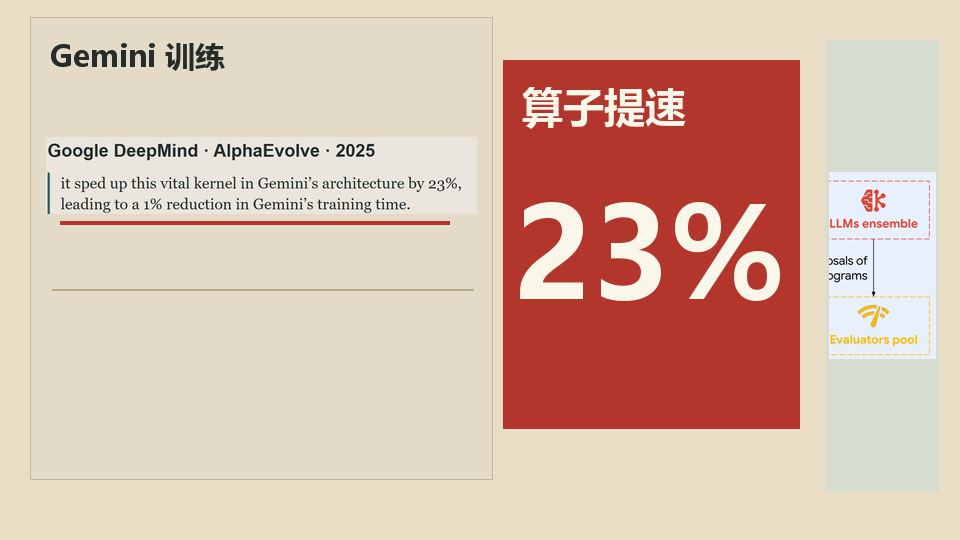 Gemini 训练
Google DeepMind · AlphaEvolve · 2025
it sped up this vital kernel in Gemini’s architecture by 23%,
leading to a 1% reduction in Gemini’s training time.
算子提速
23%
LLMs ensemble
osals of
ograms
Evaluators pool